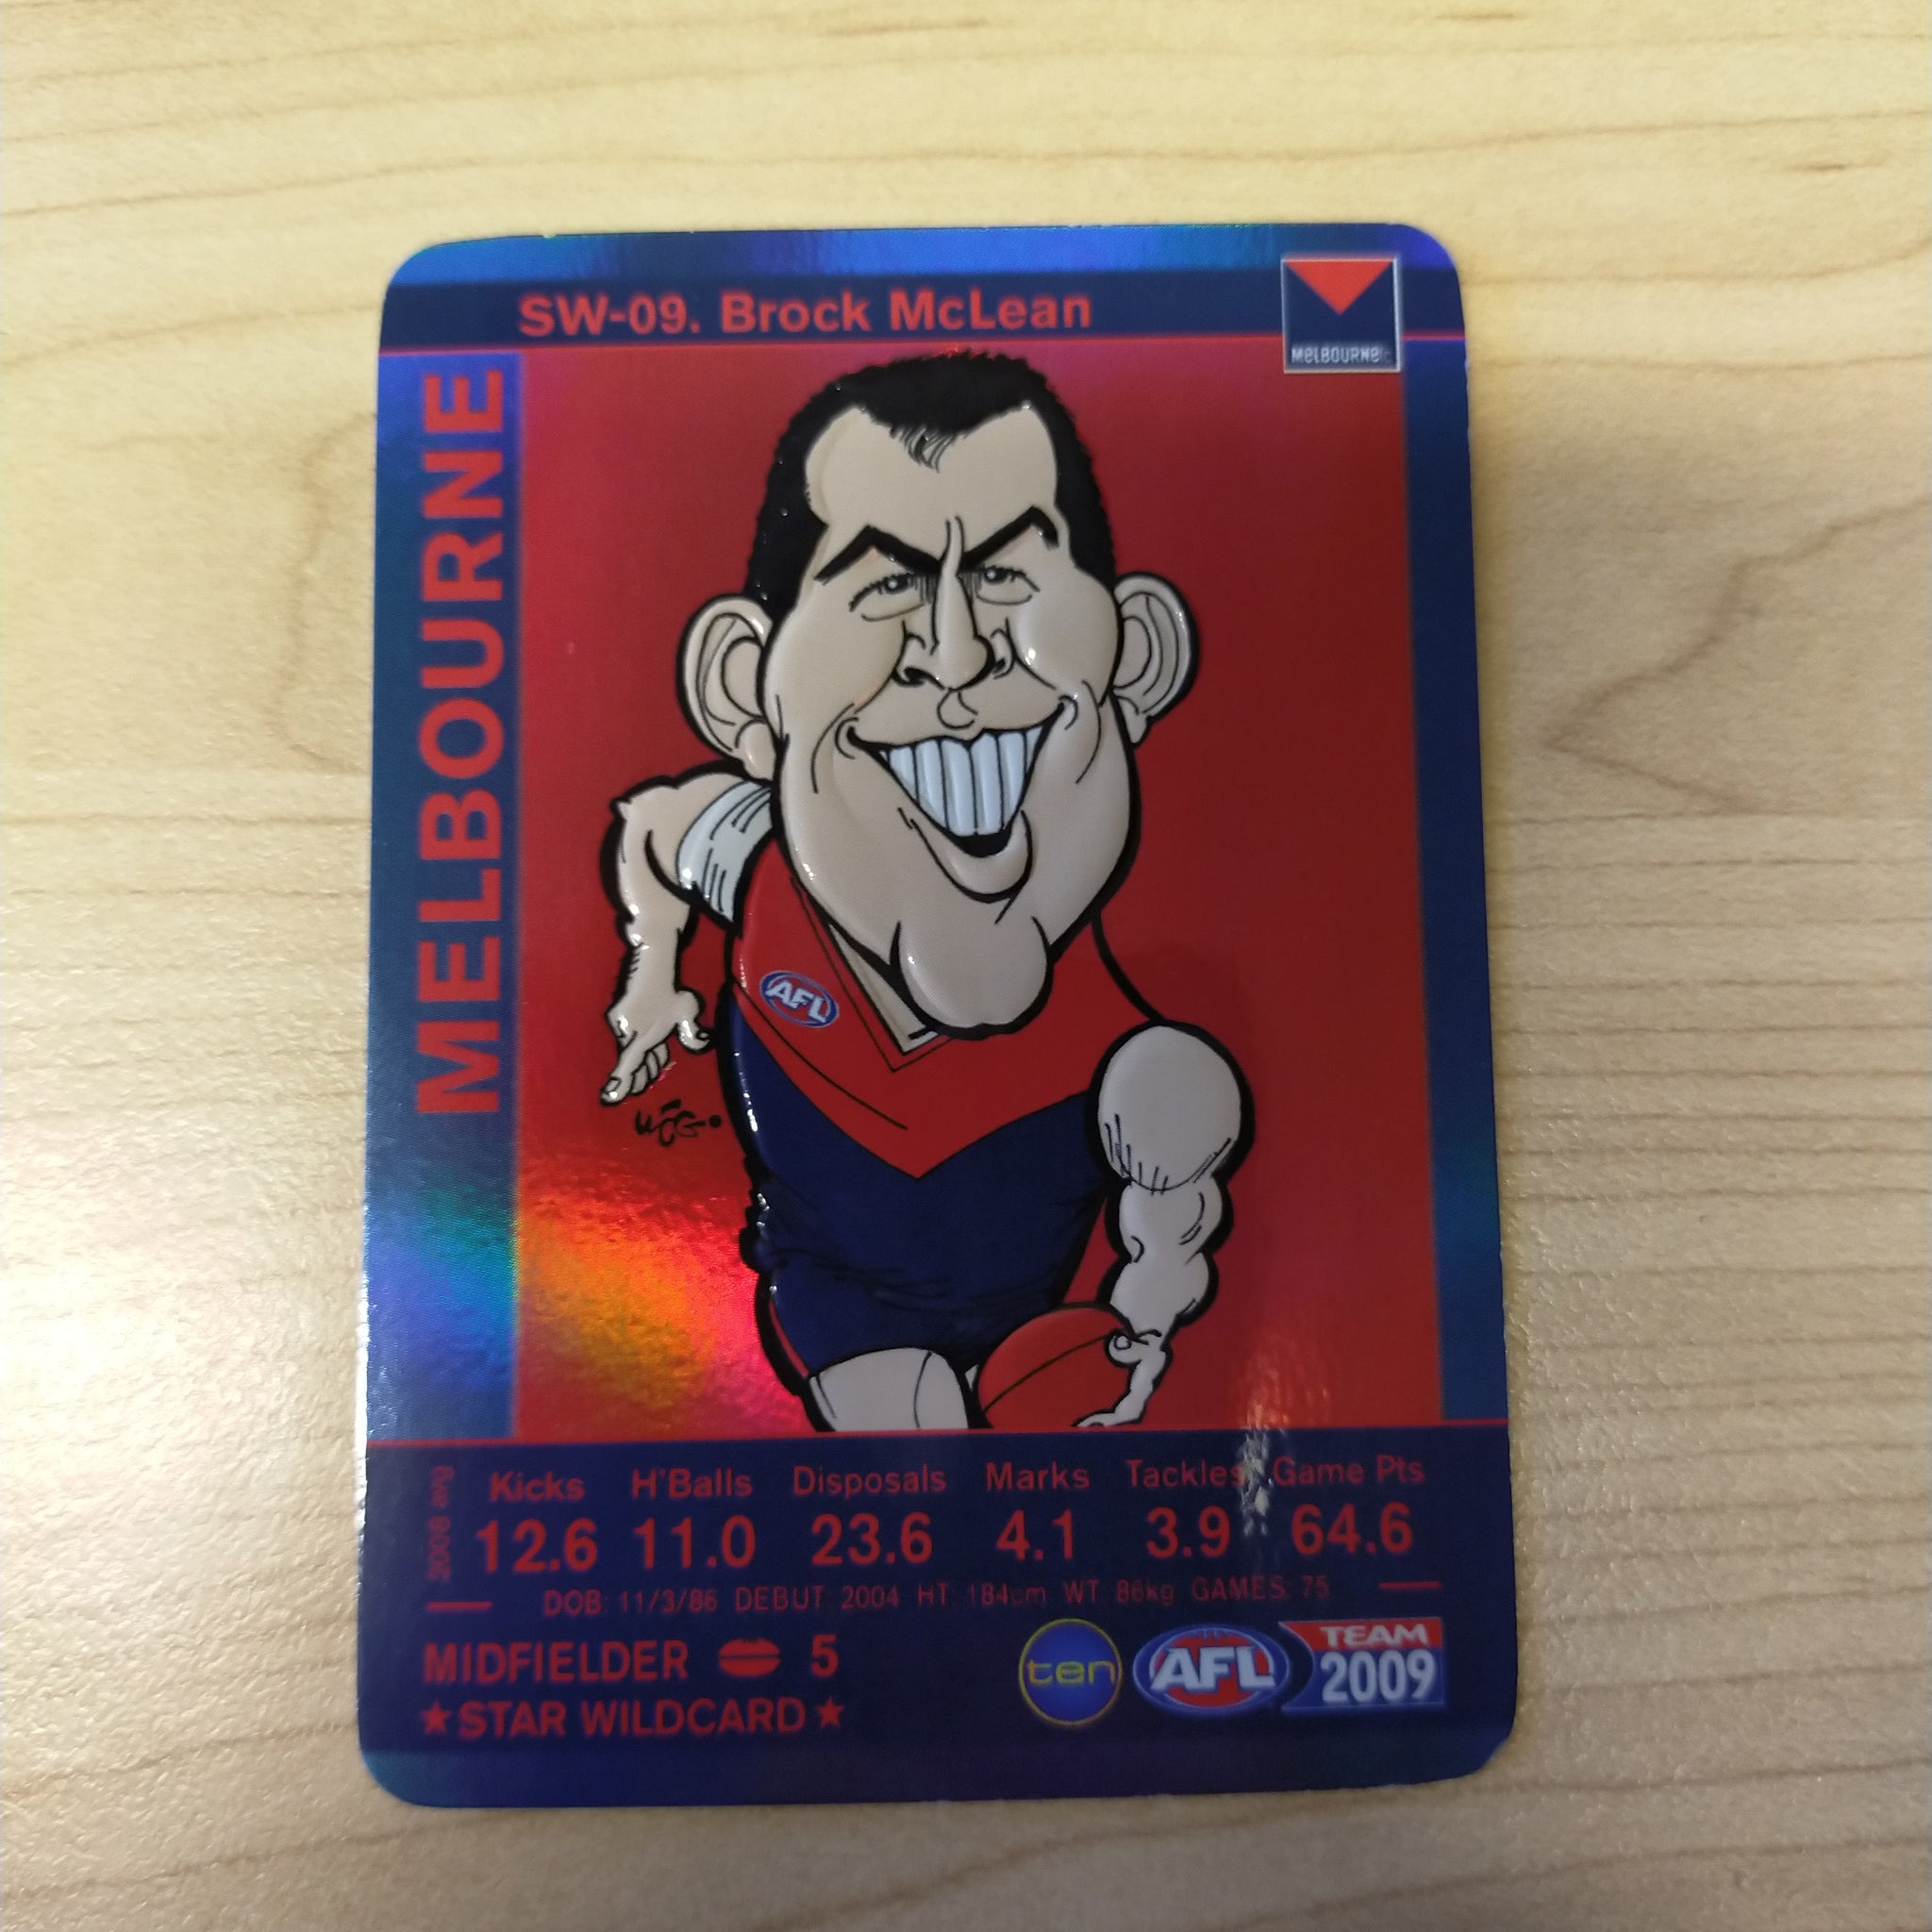 SW-09. Brock McLean
MELBOURNEfc
MELBOURNE
AFL
WEG.
2008 avg
Kicks H'Balls Disposals Marks Tackles Game Pts
12.6 11.0 23.6 4.1 3.9 64.6
DOB: 11/3/86 DEBUT: 2004 HT: 184cm WT: 86kg GAMES: 75
MIDFIELDER 5
★STAR WILDCARD★
ten
AFL
TEAM
2009